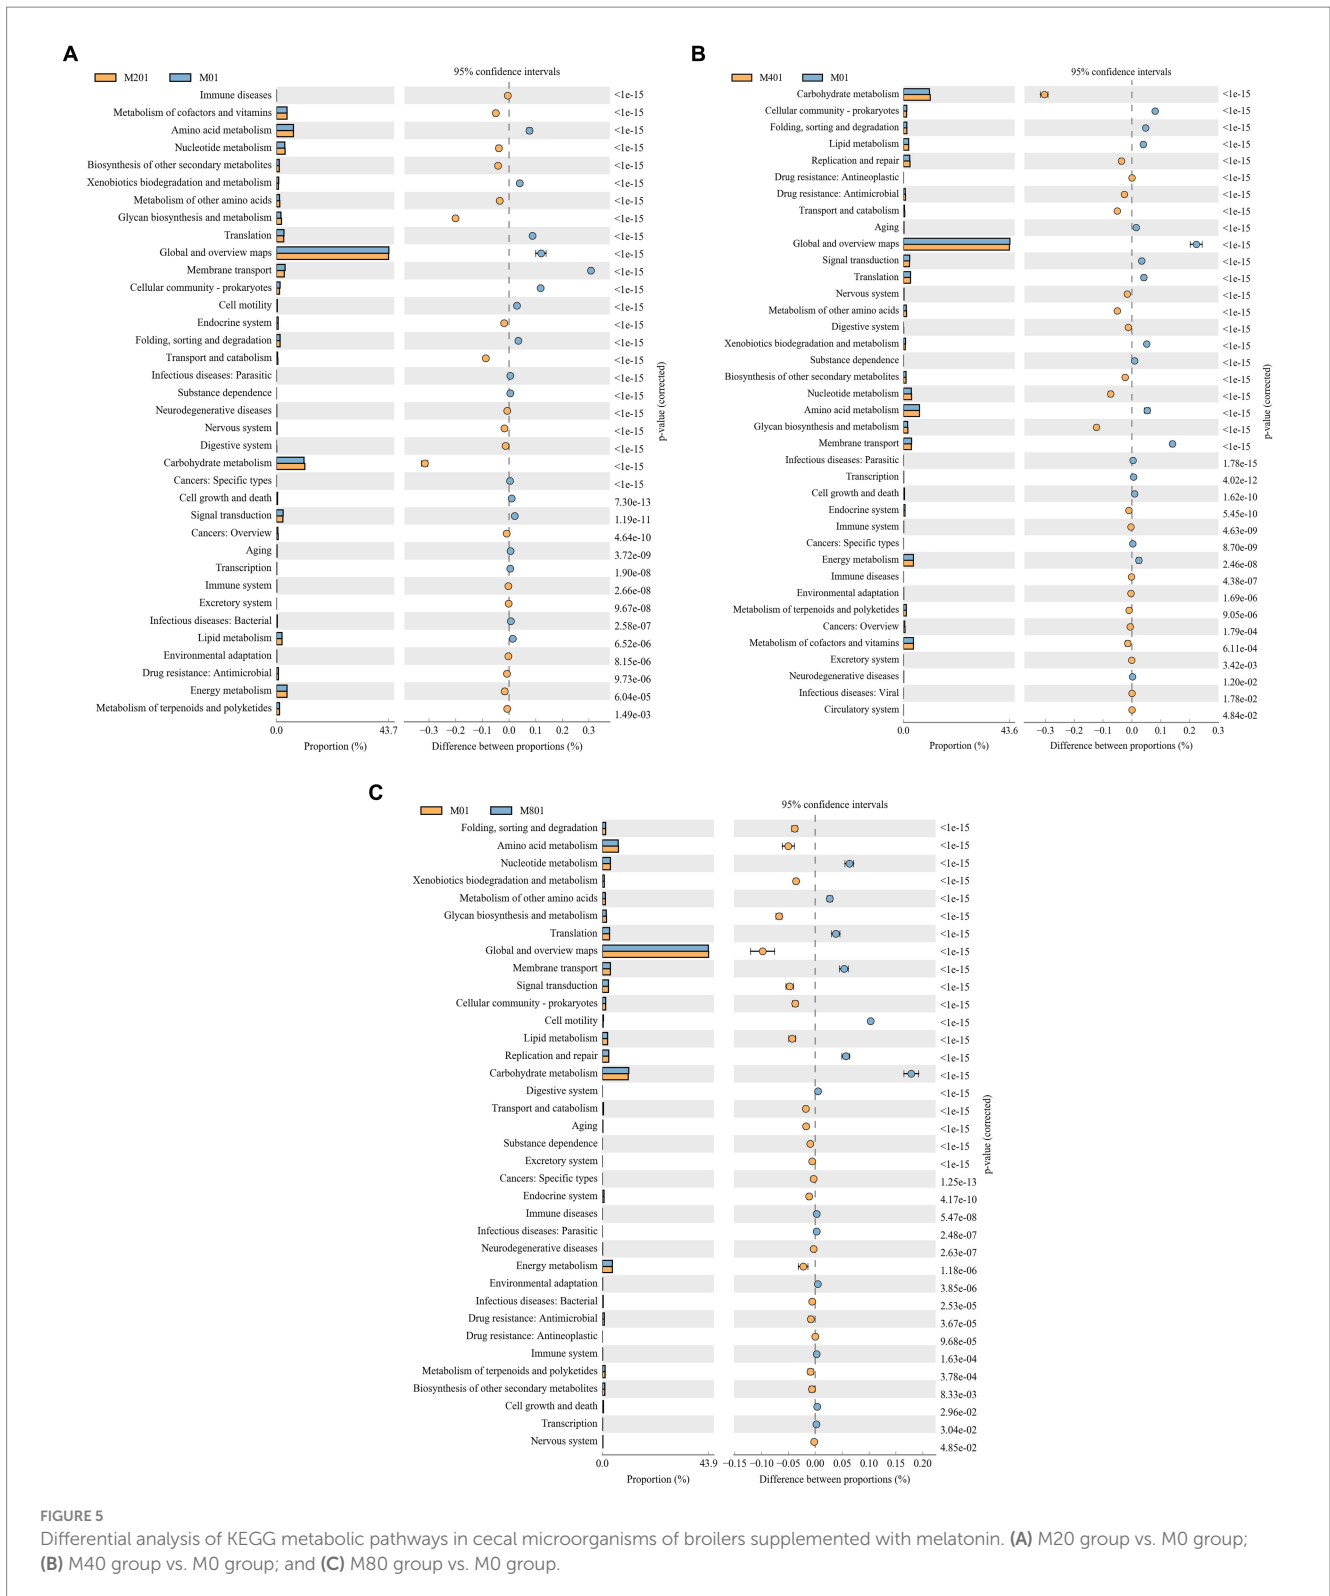 A
M201 M01
95% confidence intervals
Immune diseases <1e-15
Metabolism of cofactors and vitamins <1e-15
Amino acid metabolism <1e-15
Nucleotide metabolism <1e-15
Biosynthesis of other secondary metabolites <1e-15
Xenobiotics biodegradation and metabolism <1e-15
Metabolism of other amino acids <1e-15
Glycan biosynthesis and metabolism <1e-15
Translation <1e-15
Global and overview maps <1e-15
Membrane transport <1e-15
Cellular community - prokaryotes <1e-15
Cell motility <1e-15
Endocrine system <1e-15
Folding, sorting and degradation <1e-15
Transport and catabolism <1e-15
Infectious diseases: Parasitic <1e-15
Substance dependence <1e-15
Neurodegenerative diseases <1e-15
Nervous system <1e-15
Digestive system <1e-15
Carbohydrate metabolism <1e-15
Cancers: Specific types <1e-15
Cell growth and death 7.30e-13
Signal transduction 1.19e-11
Cancers: Overview 4.64e-10
Aging 3.72e-09
Transcription 1.90e-08
Immune system 2.66e-08
Excretory system 9.67e-08
Infectious diseases: Bacterial 2.58e-07
Lipid metabolism 6.52e-06
Environmental adaptation 8.15e-06
Drug resistance: Antimicrobial 9.73e-06
Energy metabolism 6.04e-05
Metabolism of terpenoids and polyketides 1.49e-03
p-value (corrected)
0.0 43.7 −0.3 −0.2 −0.1 0.0 0.1 0.2 0.3
Proportion (%) Difference between proportions (%)
B
M401 M01
95% confidence intervals
Carbohydrate metabolism <1e-15
Cellular community - prokaryotes <1e-15
Folding, sorting and degradation <1e-15
Lipid metabolism <1e-15
Replication and repair <1e-15
Drug resistance: Antineoplastic <1e-15
Drug resistance: Antimicrobial <1e-15
Transport and catabolism <1e-15
Aging <1e-15
Global and overview maps <1e-15
Signal transduction <1e-15
Translation <1e-15
Nervous system <1e-15
Metabolism of other amino acids <1e-15
Digestive system <1e-15
Xenobiotics biodegradation and metabolism <1e-15
Substance dependence <1e-15
Biosynthesis of other secondary metabolites <1e-15
Nucleotide metabolism <1e-15
Amino acid metabolism <1e-15
Glycan biosynthesis and metabolism <1e-15
Membrane transport <1e-15
Infectious diseases: Parasitic 1.78e-15
Transcription 4.02e-12
Cell growth and death 1.62e-10
Endocrine system 5.45e-10
Immune system 4.63e-09
Cancers: Specific types 8.70e-09
Energy metabolism 2.46e-08
Immune diseases 4.38e-07
Environmental adaptation 1.69e-06
Metabolism of terpenoids and polyketides 9.05e-06
Cancers: Overview 1.79e-04
Metabolism of cofactors and vitamins 6.11e-04
Excretory system 3.42e-03
Neurodegenerative diseases 1.20e-02
Infectious diseases: Viral 1.78e-02
Circulatory system 4.84e-02
p-value (corrected)
0.0 43.6 −0.3 −0.2 −0.1 0.0 0.1 0.2 0.3
Proportion (%) Difference between proportions (%)
C
M01 M801
95% confidence intervals
Folding, sorting and degradation <1e-15
Amino acid metabolism <1e-15
Nucleotide metabolism <1e-15
Xenobiotics biodegradation and metabolism <1e-15
Metabolism of other amino acids <1e-15
Glycan biosynthesis and metabolism <1e-15
Translation <1e-15
Global and overview maps <1e-15
Membrane transport <1e-15
Signal transduction <1e-15
Cellular community - prokaryotes <1e-15
Cell motility <1e-15
Lipid metabolism <1e-15
Replication and repair <1e-15
Carbohydrate metabolism <1e-15
Digestive system <1e-15
Transport and catabolism <1e-15
Aging <1e-15
Substance dependence <1e-15
Excretory system <1e-15
Cancers: Specific types 1.25e-13
Endocrine system 4.17e-10
Immune diseases 5.47e-08
Infectious diseases: Parasitic 2.48e-07
Neurodegenerative diseases 2.63e-07
Energy metabolism 1.18e-06
Environmental adaptation 3.85e-06
Infectious diseases: Bacterial 2.53e-05
Drug resistance: Antimicrobial 3.67e-05
Drug resistance: Antineoplastic 9.68e-05
Immune system 1.63e-04
Metabolism of terpenoids and polyketides 3.78e-04
Biosynthesis of other secondary metabolites 8.33e-03
Cell growth and death 2.96e-02
Transcription 3.04e-02
Nervous system 4.85e-02
p-value (corrected)
0.0 43.9 −0.15 −0.10 −0.05 0.00 0.05 0.10 0.15 0.20
Proportion (%) Difference between proportions (%)
FIGURE 5
Differential analysis of KEGG metabolic pathways in cecal microorganisms of broilers supplemented with melatonin. (A) M20 group vs. M0 group;
(B) M40 group vs. M0 group; and (C) M80 group vs. M0 group.